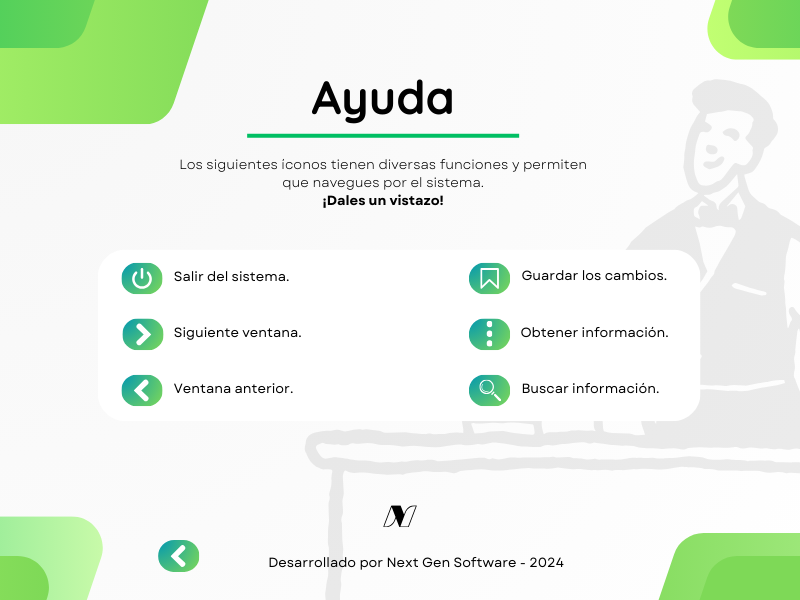 Ayuda
Los siguientes íconos tienen diversas funciones y permiten
que navegues por el sistema.
¡Dales un vistazo!
Salir del sistema.
Guardar los cambios.
Siguiente ventana.
Obtener información.
Ventana anterior.
Buscar información.
N
Desarrollado por Next Gen Software - 2024